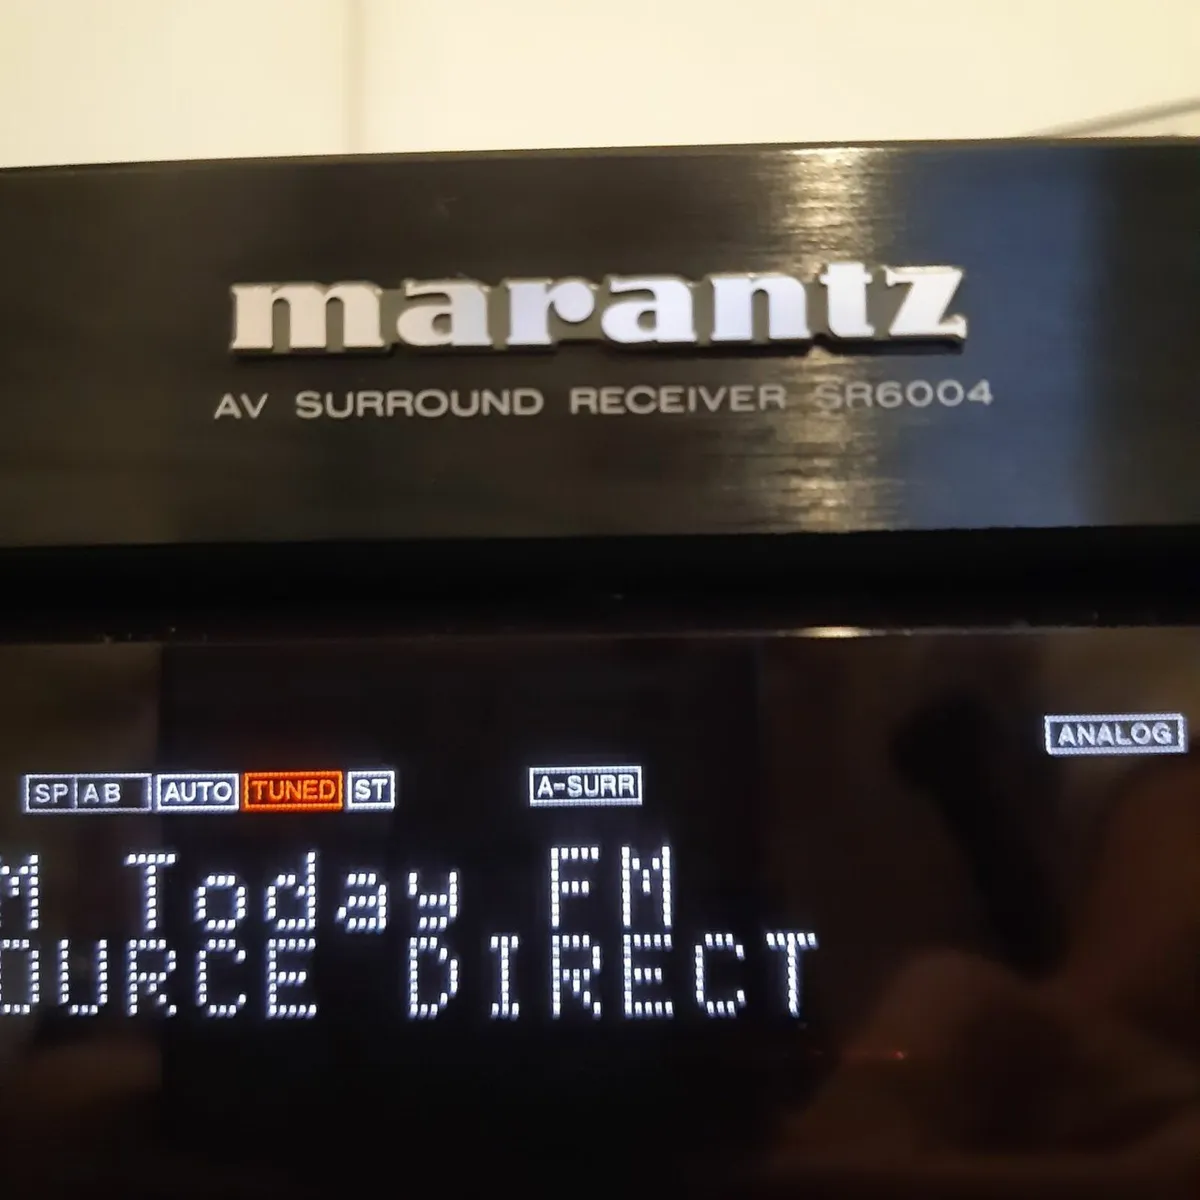 marantz
AV SURROUND RECEIVER SR6004
ANALOG
SP AB AUTO TUNED ST A-SURR
M Today FM
OURCE DIRECT